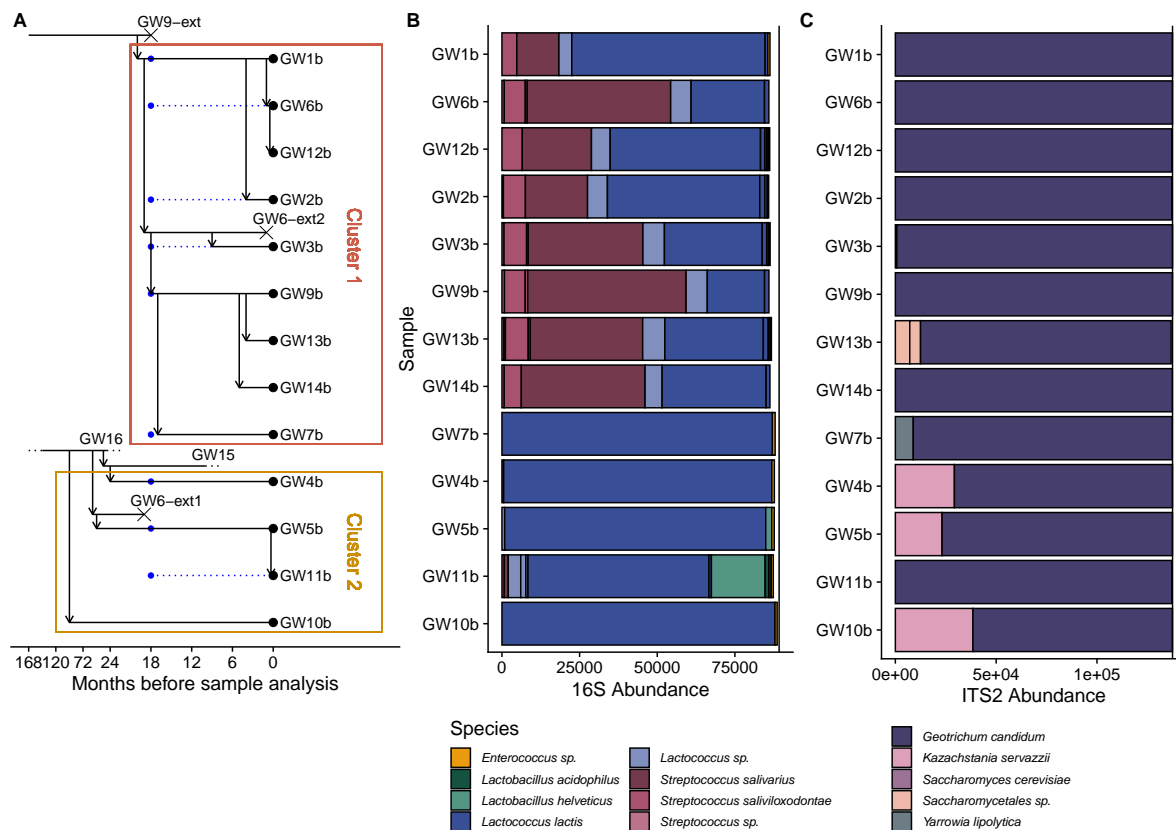 A
GW9-ext
GW1b
GW6b
GW12b
GW2b
GW6-ext2
GW3b
GW9b
GW13b
GW14b
GW7b
Cluster 1
GW16
GW15
GW4b
GW6-ext1
GW5b
GW11b
GW10b
Cluster 2
168 120 72 24 18 12 6 0
Months before sample analysis
B
Sample
GW1b
GW6b
GW12b
GW2b
GW3b
GW9b
GW13b
GW14b
GW7b
GW4b
GW5b
GW11b
GW10b
0 25000 50000 75000
16S Abundance
Species
Enterococcus sp.
Lactobacillus acidophilus
Lactobacillus helveticus
Lactococcus lactis
Lactococcus sp.
Streptococcus salivarius
Streptococcus saliviloxodontae
Streptococcus sp.
C
GW1b
GW6b
GW12b
GW2b
GW3b
GW9b
GW13b
GW14b
GW7b
GW4b
GW5b
GW11b
GW10b
0e+00 5e+04 1e+05
ITS2 Abundance
Geotrichum candidum
Kazachstania servazzii
Saccharomyces cerevisiae
Saccharomycetales sp.
Yarrowia lipolytica